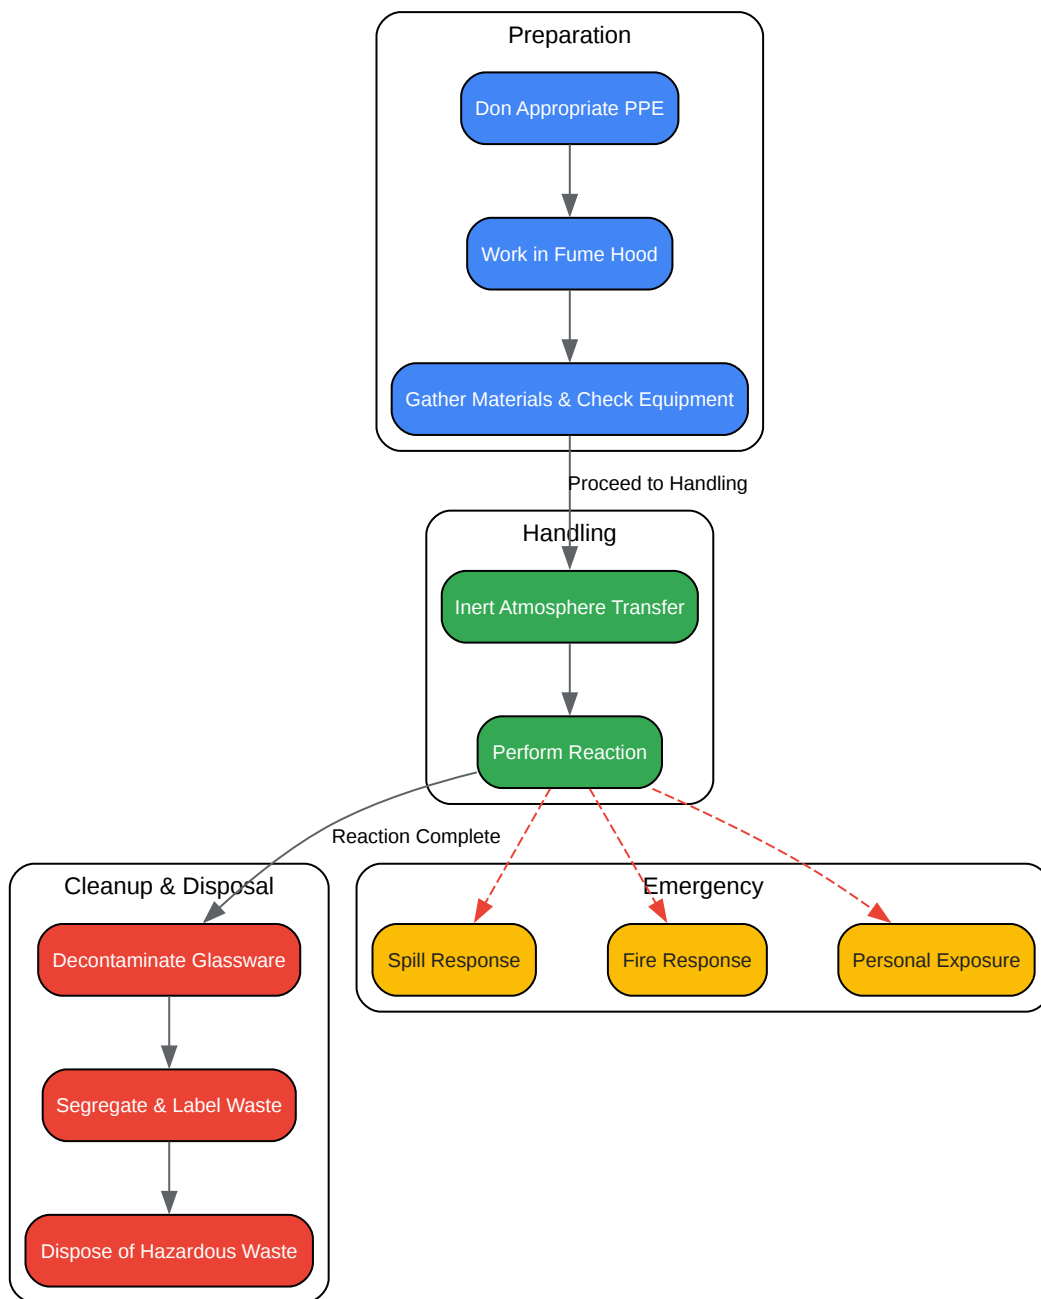 Preparation
Don Appropriate PPE
Work in Fume Hood
Gather Materials & Check Equipment
Proceed to Handling
Handling
Inert Atmosphere Transfer
Perform Reaction
Reaction Complete
Cleanup & Disposal
Decontaminate Glassware
Segregate & Label Waste
Dispose of Hazardous Waste
Emergency
Spill Response
Fire Response
Personal Exposure